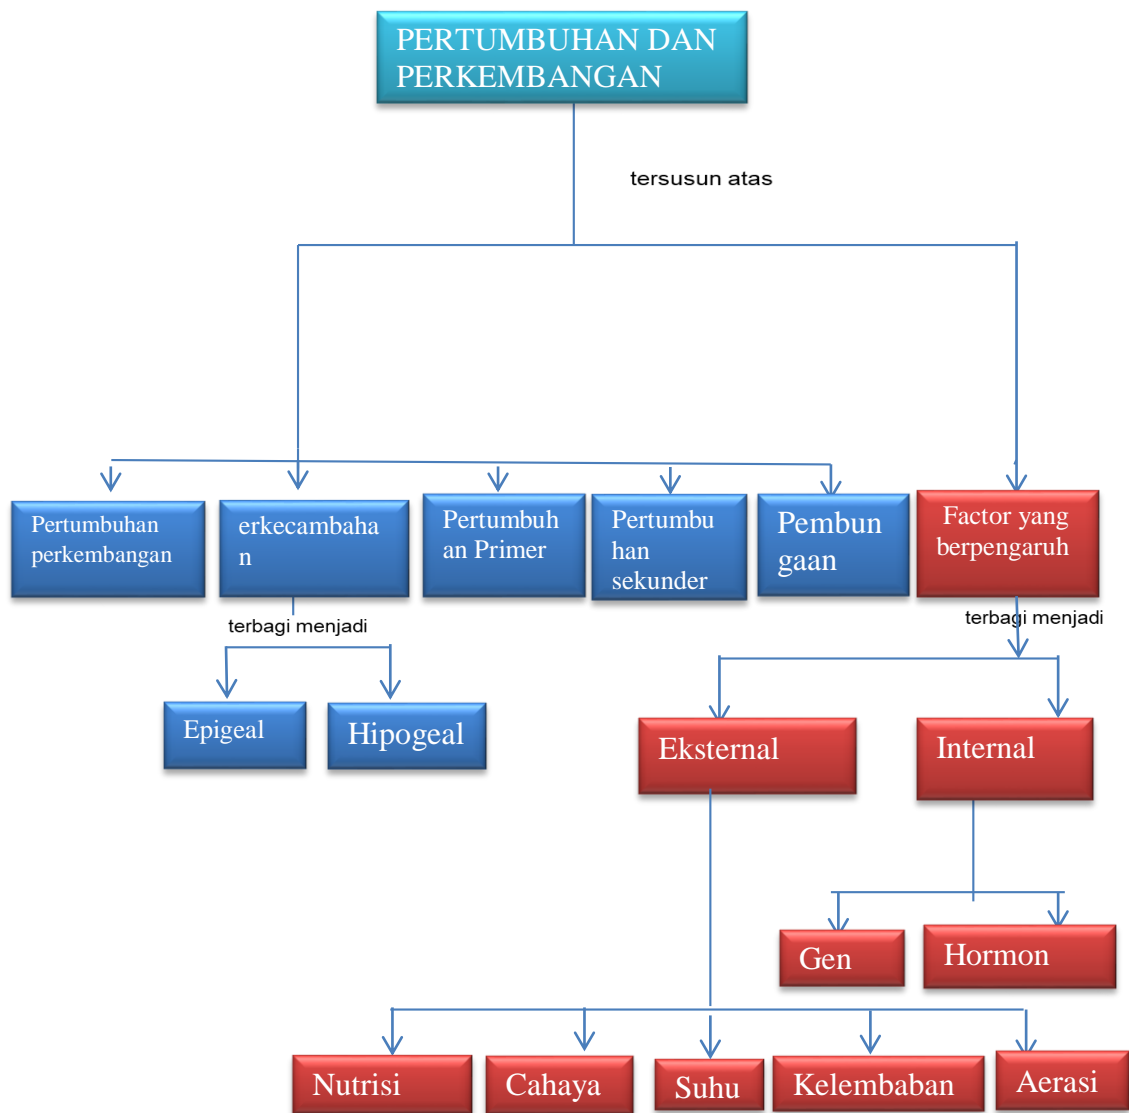 PERTUMBUHAN DAN
PERKEMBANGAN
tersusun atas
Pertumbuhan
perkembangan
erkecambaha
n
Pertumbuh
an Primer
Pertumbu
han
sekunder
Pembun
gaan
Factor yang
berpengaruh
terbagi menjadi
terbagi menjadi
Epigeal
Hipogeal
Eksternal
Internal
Gen
Hormon
Nutrisi
Cahaya
Suhu
Kelembaban
Aerasi